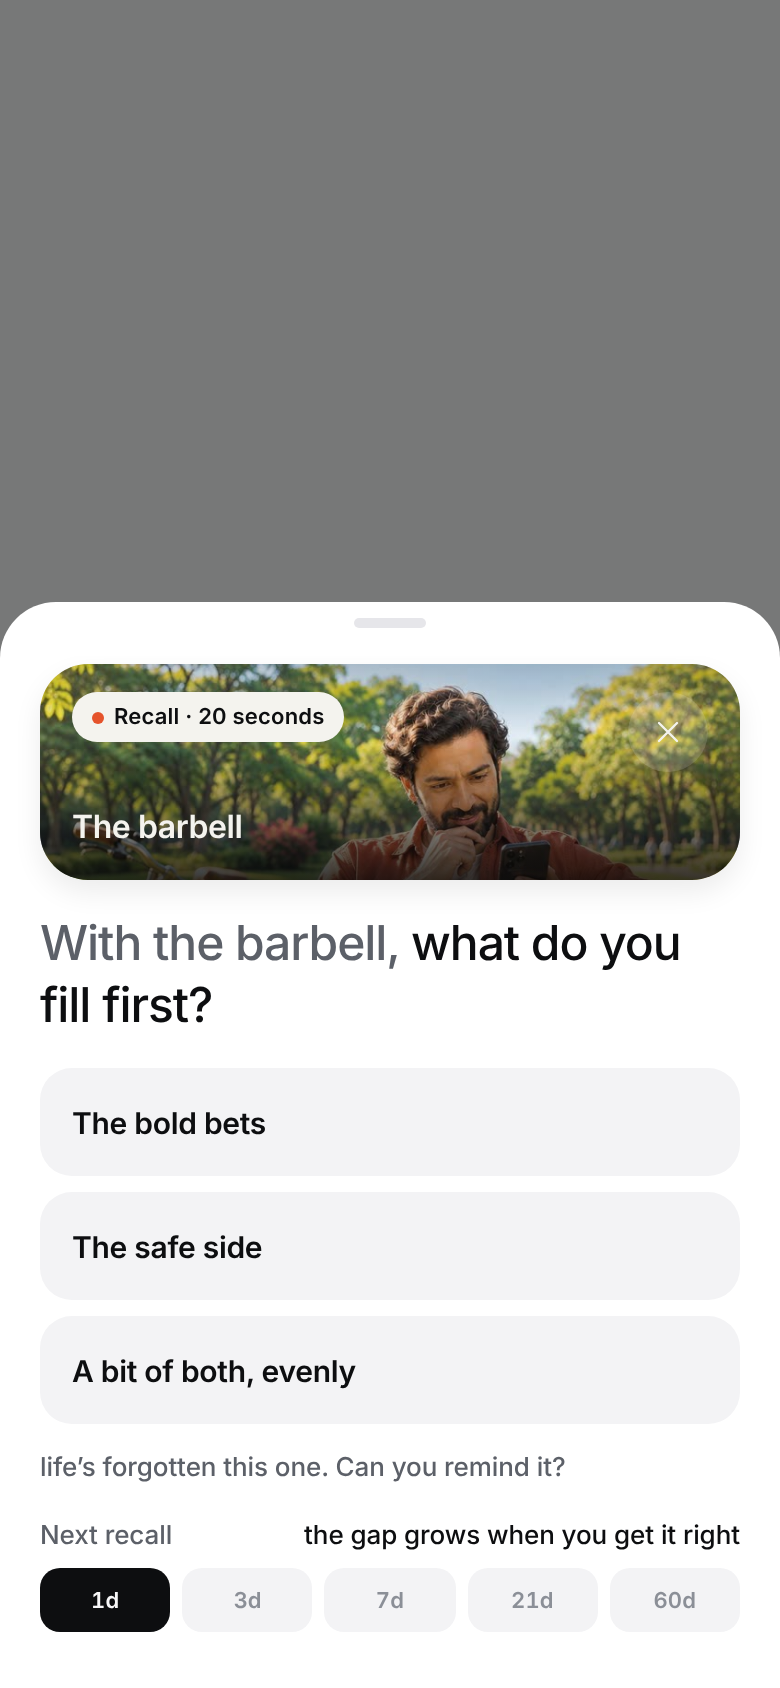 Recall · 20 seconds
The barbell
With the barbell, what do you
fill first?
The bold bets
The safe side
A bit of both, evenly
life’s forgotten this one. Can you remind it?
Next recall the gap grows when you get it right
1d 3d 7d 21d 60d